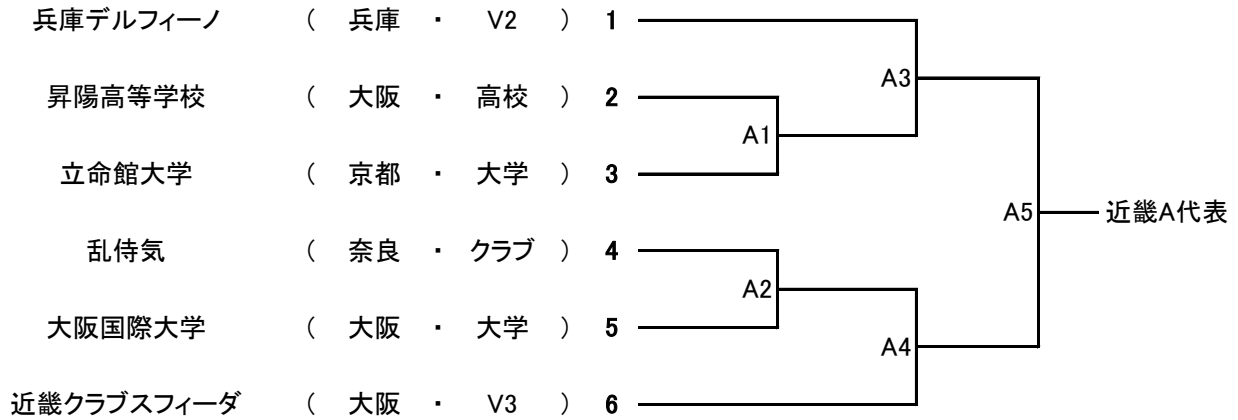 兵庫デルフィーノ ( 兵庫 ・ V2 ) 1
A3
昇陽高等学校 ( 大阪 ・ 高校 ) 2
A1
立命館大学 ( 京都 ・ 大学 ) 3
A5 近畿A代表
乱侍気 ( 奈良 ・ クラブ ) 4
A2
大阪国際大学 ( 大阪 ・ 大学 ) 5
A4
近畿クラブスフィーダ ( 大阪 ・ V3 ) 6